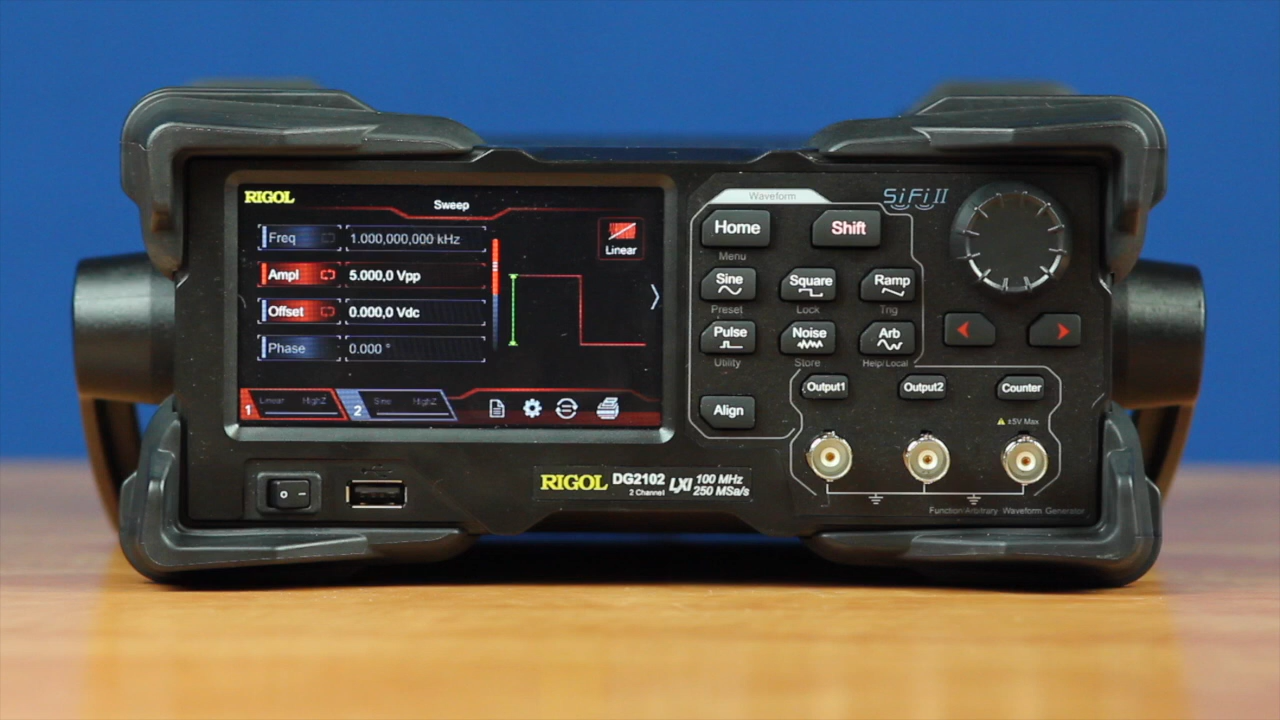 RIGOL
Sweep
Freq 1.000,000,000 kHz
Ampl 5.000,0 Vpp
Offset 0.000,0 Vdc
Phase 0.000 °
Linear
1 Linear HighZ
2 Sine HighZ
Waveform
SiFi II
Home
Menu
Shift
Sine
Preset
Square
Lock
Ramp
Trig
Pulse
Utility
Noise
Store
Arb
Help/Local
Align
Output1
Output2
Counter
⚠ ±5V Max
RIGOL DG2102
2 Channel
LXI
100 MHz
250 MSa/s
Function/Arbitrary Waveform Generator